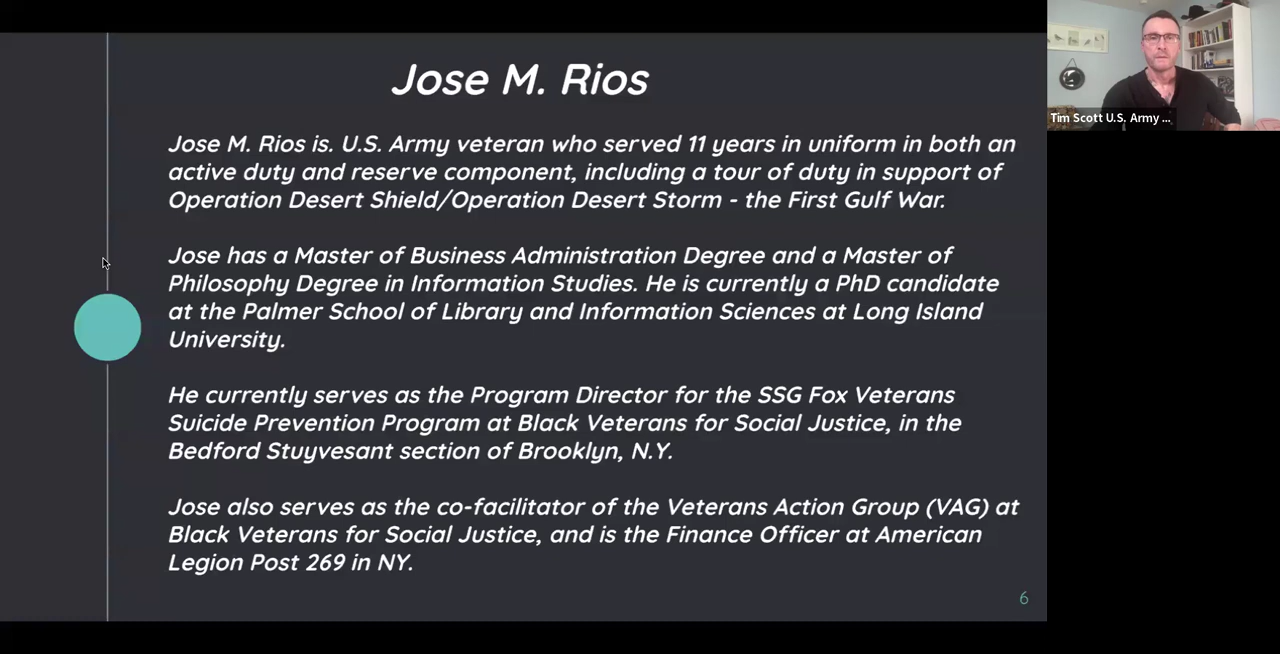 Jose M. Rios
Jose M. Rios is. U.S. Army veteran who served 11 years in uniform in both an
active duty and reserve component, including a tour of duty in support of
Operation Desert Shield/Operation Desert Storm - the First Gulf War.
Jose has a Master of Business Administration Degree and a Master of
Philosophy Degree in Information Studies. He is currently a PhD candidate
at the Palmer School of Library and Information Sciences at Long Island
University.
He currently serves as the Program Director for the SSG Fox Veterans
Suicide Prevention Program at Black Veterans for Social Justice, in the
Bedford Stuyvesant section of Brooklyn, N.Y.
Jose also serves as the co-facilitator of the Veterans Action Group (VAG) at
Black Veterans for Social Justice, and is the Finance Officer at American
Legion Post 269 in NY.
6
Tim Scott U.S. Army ...